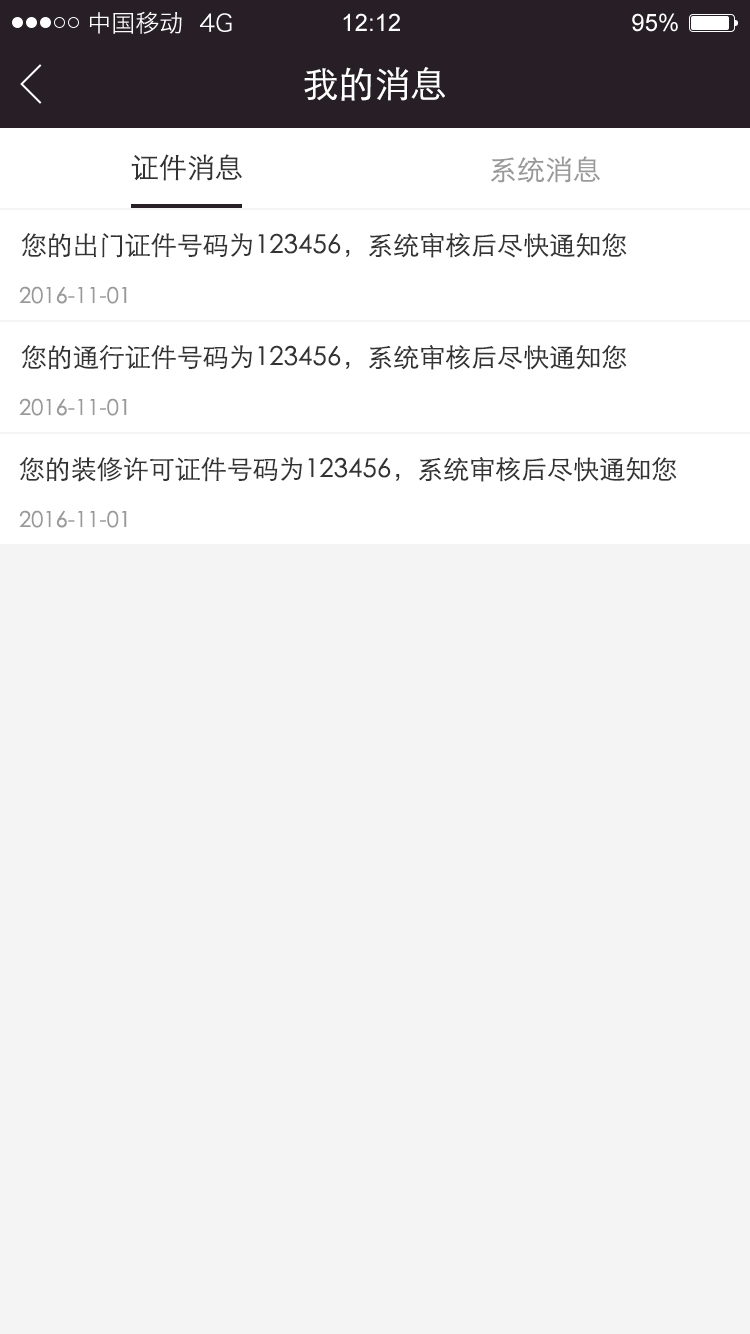 中国移动 4G 12:12 95%
我的消息
证件消息 系统消息
您的出门证件号码为123456，系统审核后尽快通知您
2016-11-01
您的通行证件号码为123456，系统审核后尽快通知您
2016-11-01
您的装修许可证件号码为123456，系统审核后尽快通知您
2016-11-01